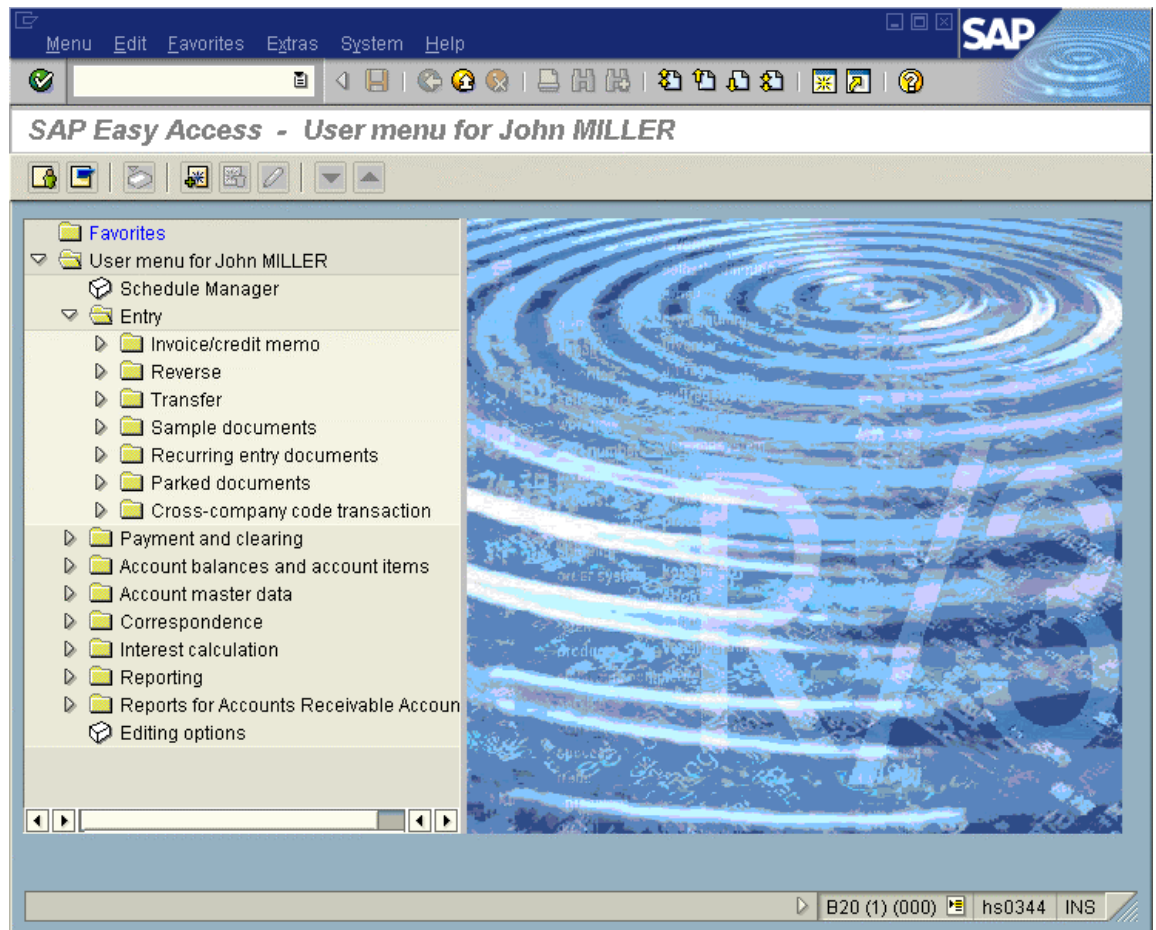 Menu Edit Favorites Extras System Help
SAP
SAP Easy Access - User menu for John MILLER
Favorites
User menu for John MILLER
Schedule Manager
Entry
Invoice/credit memo
Reverse
Transfer
Sample documents
Recurring entry documents
Parked documents
Cross-company code transaction
Payment and clearing
Account balances and account items
Account master data
Correspondence
Interest calculation
Reporting
Reports for Accounts Receivable Accoun
Editing options
R/3
B20 (1) (000) hs0344 INS